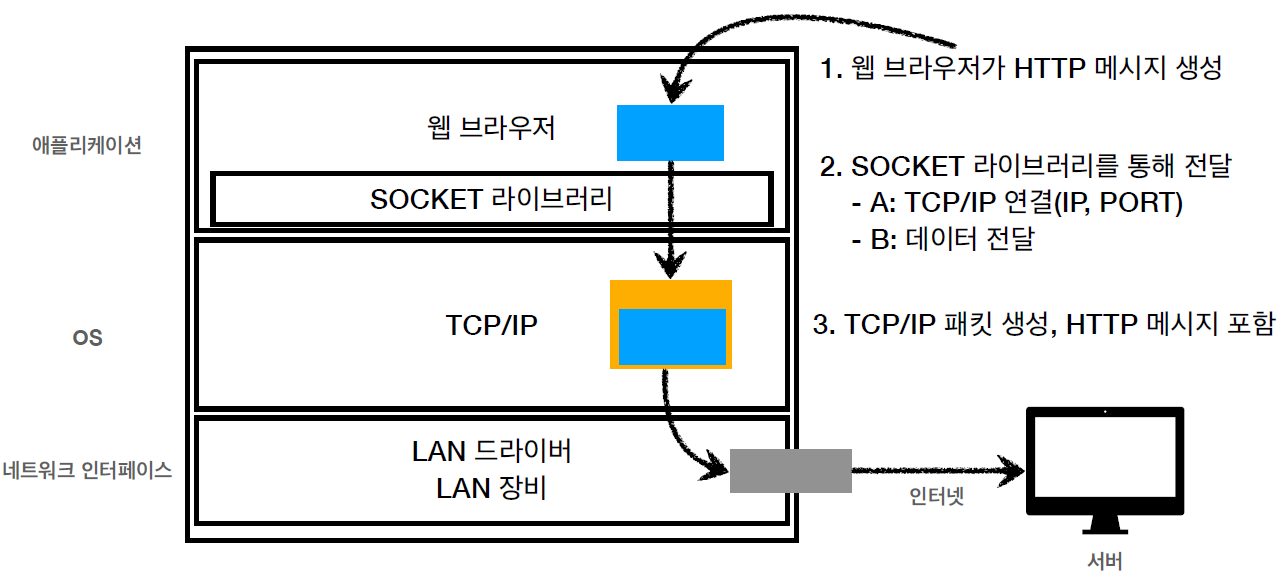 1. 웹 브라우저가 HTTP 메시지 생성
애플리케이션
웹 브라우저
SOCKET 라이브러리
2. SOCKET 라이브러리를 통해 전달
- A: TCP/IP 연결(IP, PORT)
- B: 데이터 전달
OS
TCP/IP
3. TCP/IP 패킷 생성, HTTP 메시지 포함
네트워크 인터페이스
LAN 드라이버
LAN 장비
인터넷
서버